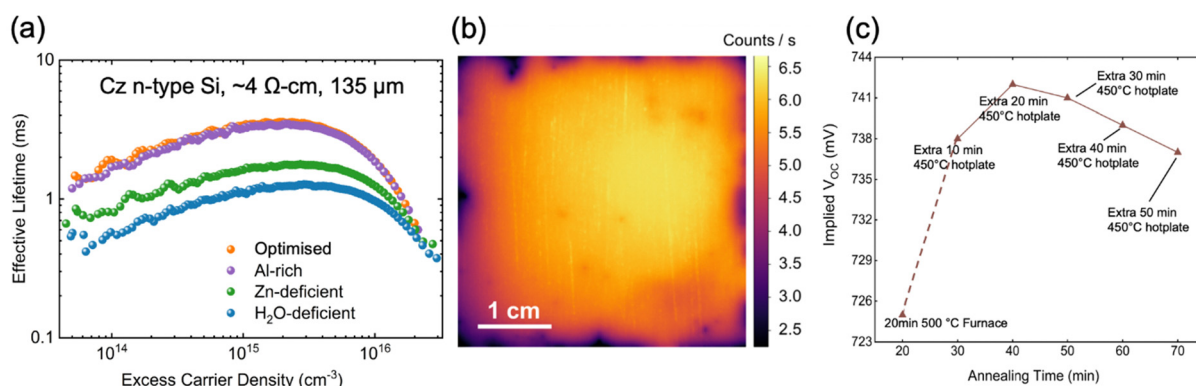 (a)
10
1
0.1
Effective Lifetime (ms)
Cz n-type Si, ~4 Ω-cm, 135 μm
Optimised
Al-rich
Zn-deficient
H₂O-deficient
10¹⁴
10¹⁵
10¹⁶
Excess Carrier Density (cm⁻³)
(b)
Counts / s
6.5
6.0
5.5
5.0
4.5
4.0
3.5
3.0
2.5
1 cm
(c)
744
741
738
735
732
729
726
723
Implied V_OC (mV)
Extra 30 min
450°C hotplate
Extra 20 min
450°C hotplate
Extra 10 min
450°C hotplate
Extra 40 min
450°C hotplate
Extra 50 min
450°C hotplate
20min 500 °C Furnace
20
30
40
50
60
70
Annealing Time (min)